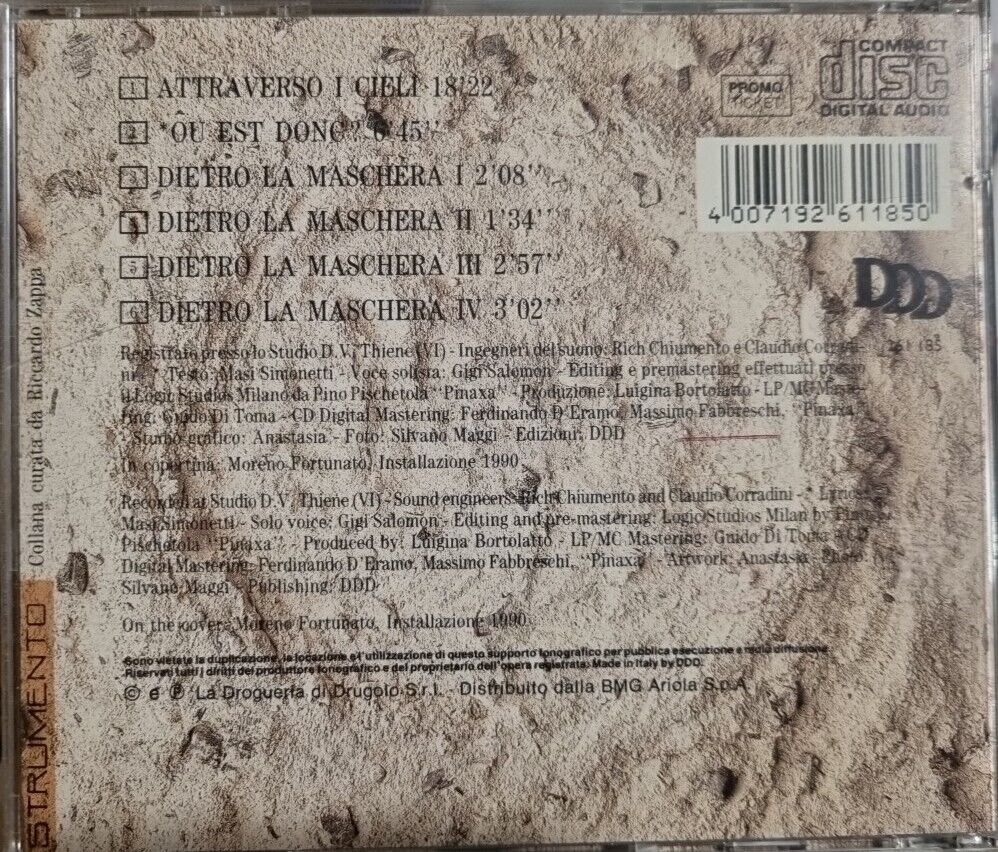 1 ATTRAVERSO I CIELI 18'22
2 *OU EST DONC? 6'45''
3 DIETRO LA MASCHERA I 2'08''
4 DIETRO LA MASCHERA II 1'34''
5 DIETRO LA MASCHERA III 2'57''
6 DIETRO LA MASCHERA IV 3'02''
PROMO
TICKET
COMPACT
disc
DIGITAL AUDIO
4 007192 611850
DDD
261 185
Registrato presso lo Studio D.V. Thiene (VI) - Ingegneri del suono: Rich Chiumento e Claudio Corradi-
ni - * Testo: Masi Simonetti - Voce solista: Gigi Salomon - Editing e premastering effettuati presso
i Logic Studios Milano da Pino Pischetola ''Pinaxa'' - Produzione: Luigina Bortolatto - LP/MC Maste-
ring: Guido Di Toma - CD Digital Mastering: Ferdinando D'Eramo, Massimo Fabbreschi, ''Pinaxa''
- Studio grafico: Anastasia - Foto: Silvano Maggi - Edizioni: DDD
In copertina: Moreno Fortunato, Installazione 1990
Recorded at Studio D.V. Thiene (VI) - Sound engineers: Rich Chiumento and Claudio Corradini - * Lyrics:
Masi Simonetti - Solo voice: Gigi Salomon - Editing and pre-mastering: Logic Studios Milan by Pino
Pischetola ''Pinaxa'' - Produced by: Luigina Bortolatto - LP/MC Mastering: Guido Di Toma - CD
Digital Mastering: Ferdinando D'Eramo, Massimo Fabbreschi, ''Pinaxa'' - Artwork: Anastasia - Photo:
Silvano Maggi - Publishing: DDD
On the cover: Moreno Fortunato, Installazione 1990
Sono vietate la duplicazione, la locazione e l'utilizzazione di questo supporto fonografico per pubblica esecuzione e radio diffusione
Riservati tutti i diritti del produttore fonografico e del proprietario dell'opera registrata. Made in Italy by DDD.
© e ℗ La Drogueria di Drugolo S.r.l. - Distribuito dalla BMG Ariola S.p.A.
STRUMENTO Collana curata da Riccardo Zappa